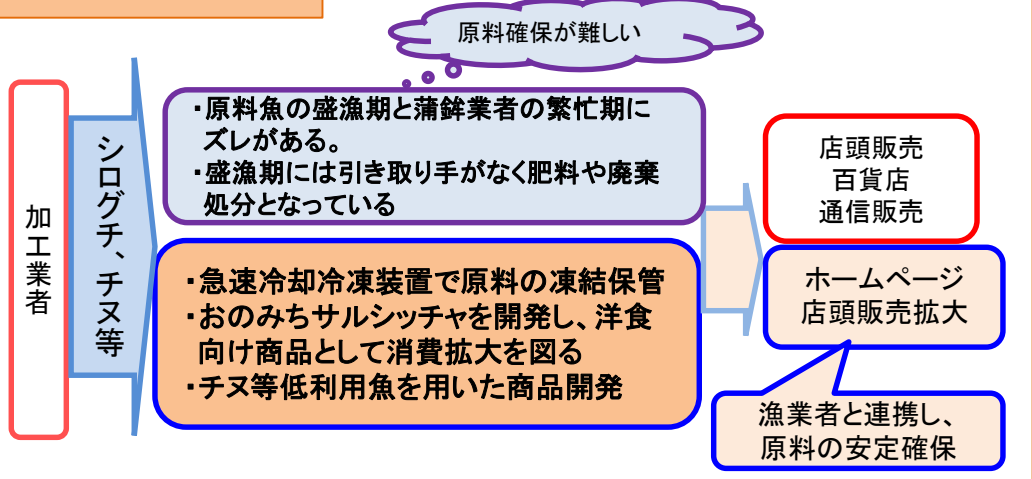 原料確保が難しい
加工業者
シログチ、チヌ等
・原料魚の盛漁期と蒲鉾業者の繁忙期に
ズレがある。
・盛漁期には引き取り手がなく肥料や廃棄
処分となっている
・急速冷却冷凍装置で原料の凍結保管
・おのみちサルシッチャを開発し、洋食
向け商品として消費拡大を図る
・チヌ等低利用魚を用いた商品開発
店頭販売
百貨店
通信販売
ホームページ
店頭販売拡大
漁業者と連携し、
原料の安定確保